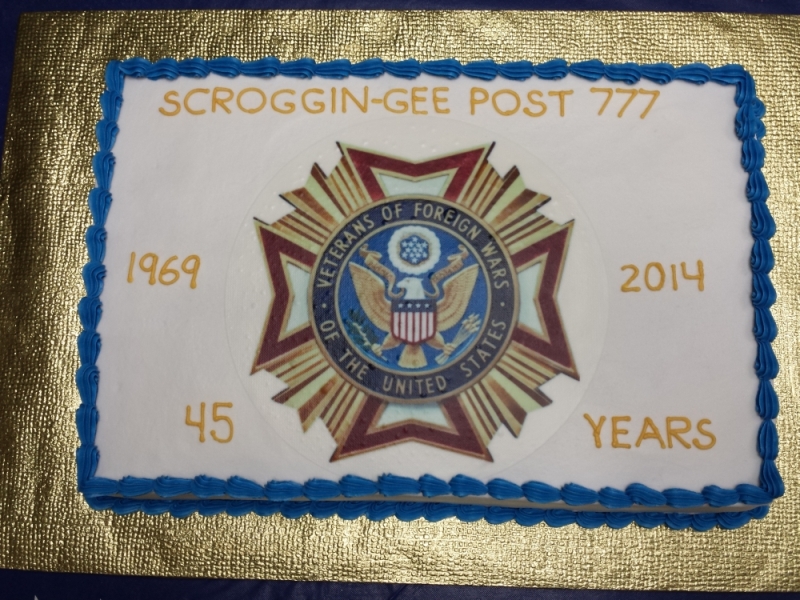 SCROGGIN-GEE POST 777
VETERANS OF FOREIGN WARS
OF THE UNITED STATES
1969
2014
45
YEARS